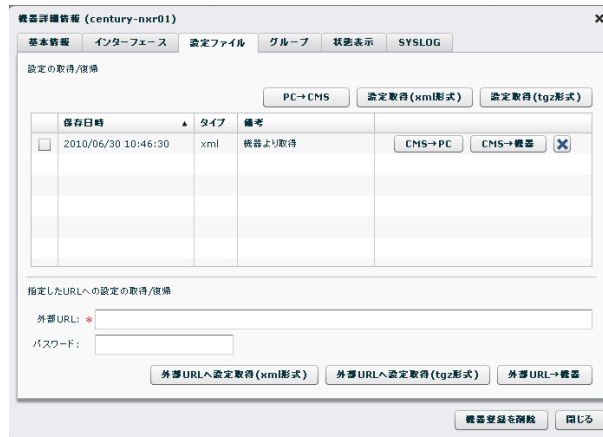 機器詳細情報 (century-nxr01)
基本情報 インターフェース 設定ファイル グループ 状態表示 SYSLOG
設定の取得/復帰
PC→CMS 設定取得(xml形式) 設定取得(tgz形式)
保存日時 ▲ タイプ 備考
2010/06/30 10:46:30 xml 機器より取得 CMS→PC CMS→機器
指定したURLへの設定の取得/復帰
外部URL: *
パスワード:
外部URLへ設定取得(xml形式) 外部URLへ設定取得(tgz形式) 外部URL→機器
機器登録を削除 閉じる